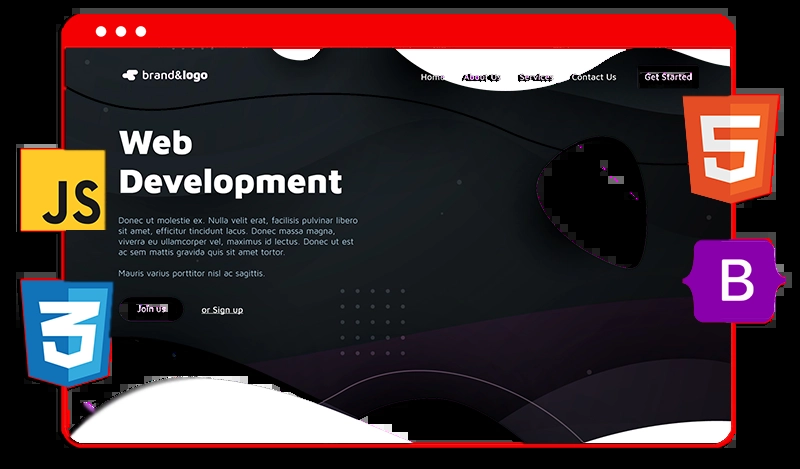 brand&logo
Home About Us Services Contact Us Get Started
Web
Development
Donec ut molestie ex. Nulla velit erat, facilisis pulvinar libero
sit amet, efficitur tincidunt lacus. Donec massa magna,
viverra eu ullamcorper vel, maximus id lectus. Donec ut est
ac sem mattis gravida quis sit amet tortor.
Mauris varius porttitor nisl ac sagittis.
Join us!
or Sign up
JS
3
5
B